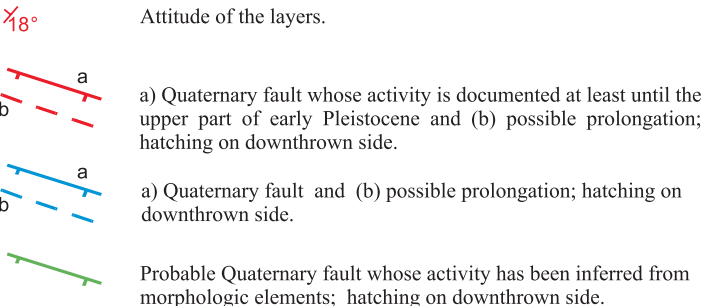 18° Attitude of the layers.
a
b
a) Quaternary fault whose activity is documented at least until the
upper part of early Pleistocene and (b) possible prolongation;
hatching on downthrown side.
a
b
a) Quaternary fault and (b) possible prolongation; hatching on
downthrown side.
Probable Quaternary fault whose activity has been inferred from
morphologic elements; hatching on downthrown side.